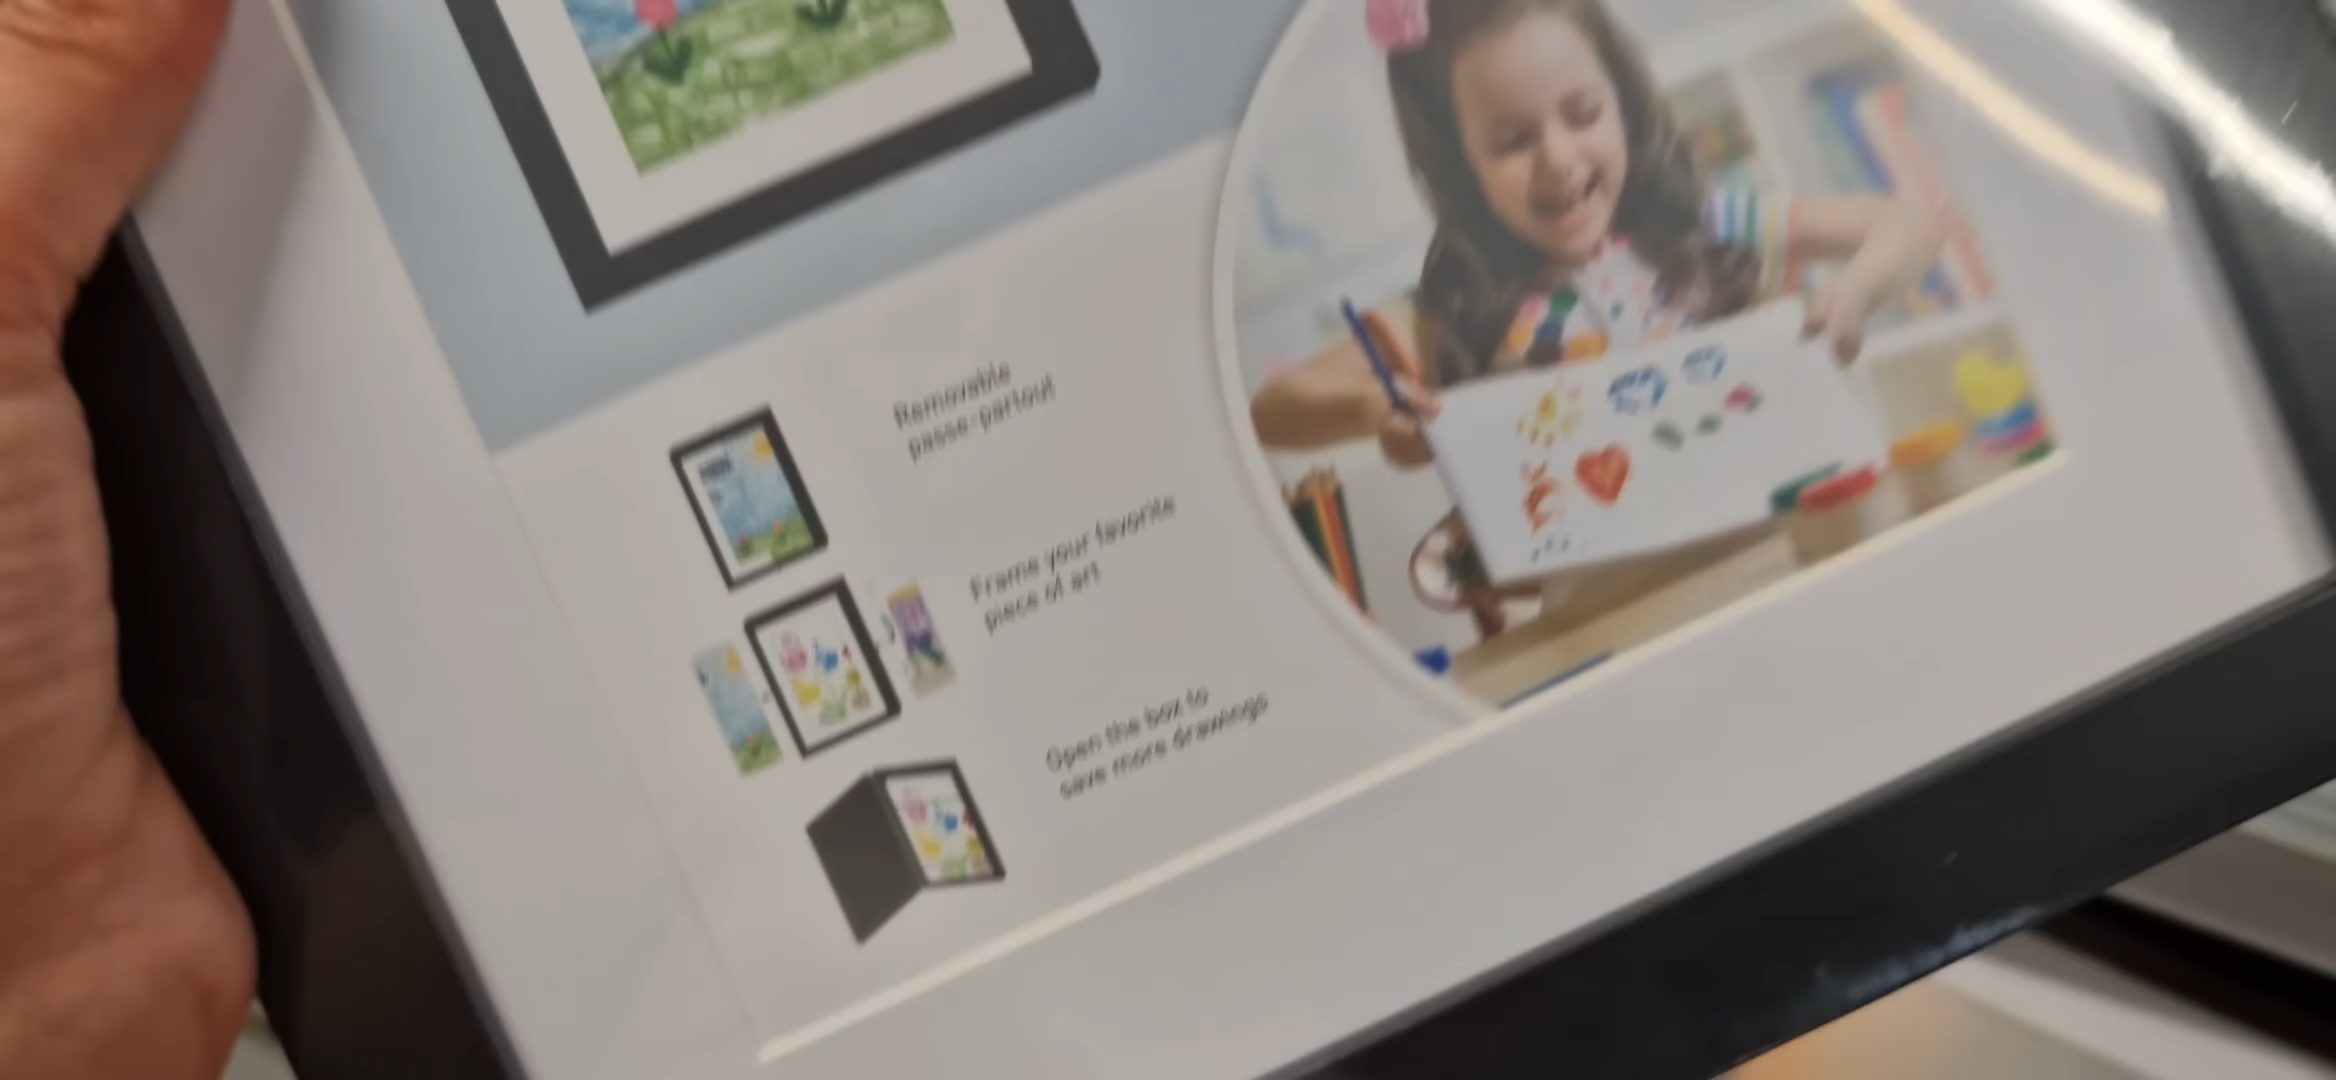 Removable
passe-partout
Frame your favorite
piece of art
Open the box to
save more drawings